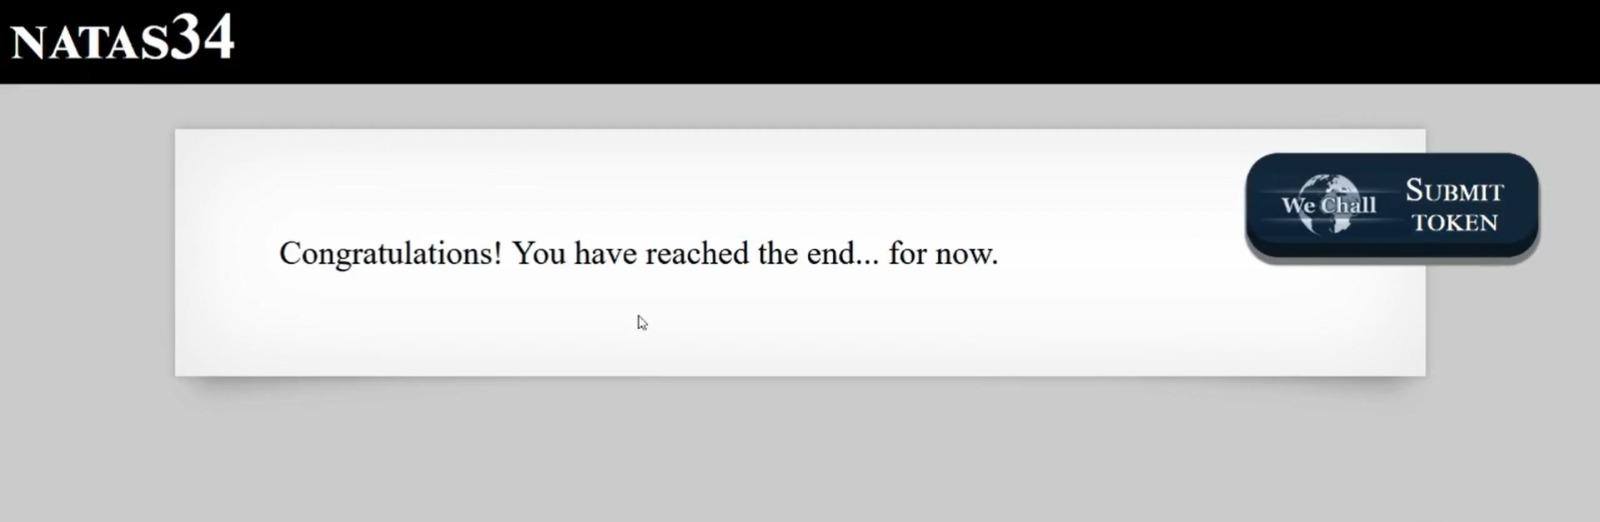 NATAS34
We Chall
SUBMIT
TOKEN
Congratulations! You have reached the end... for now.